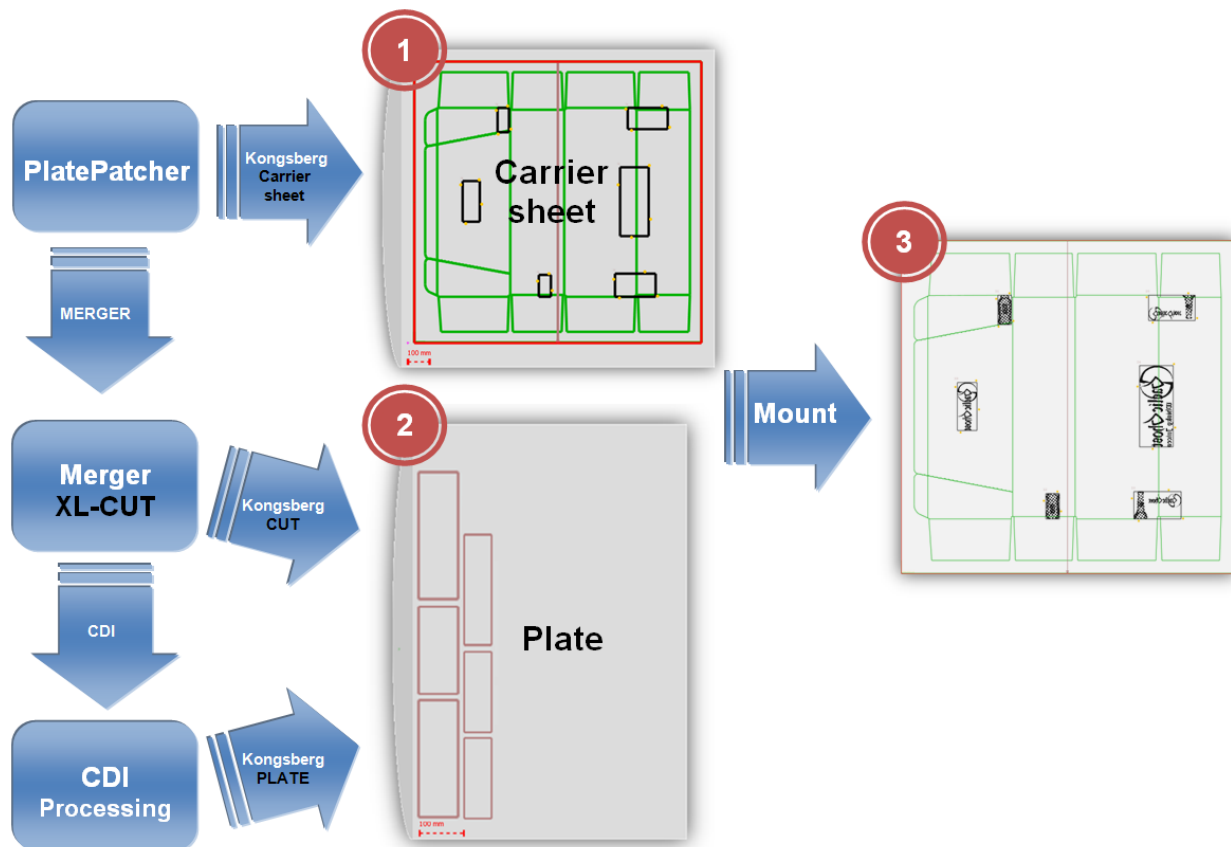 1
PlatePatcher
Kongsberg
Carrier
sheet
Carrier
sheet
100 mm
MERGER
3
Mount
2
Merger
XL-CUT
Kongsberg
CUT
Plate
CDI
CDI
Processing
Kongsberg
PLATE
100 mm